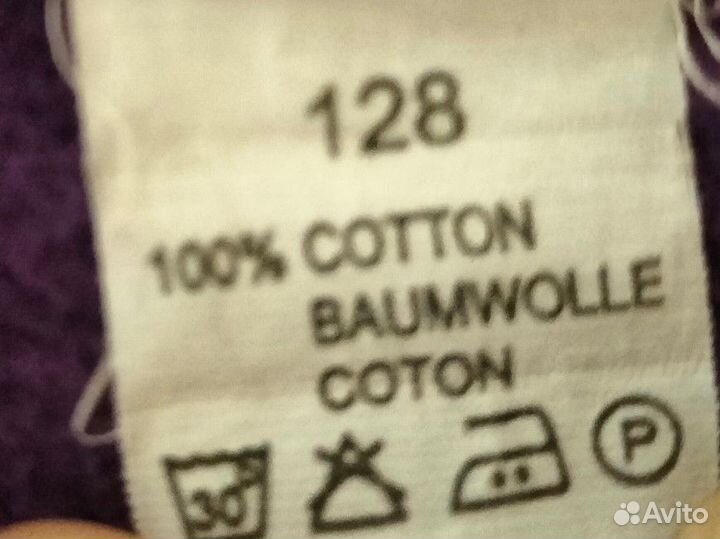 128
100% COTTON
BAUMWOLLE
COTON
30° P
Avito